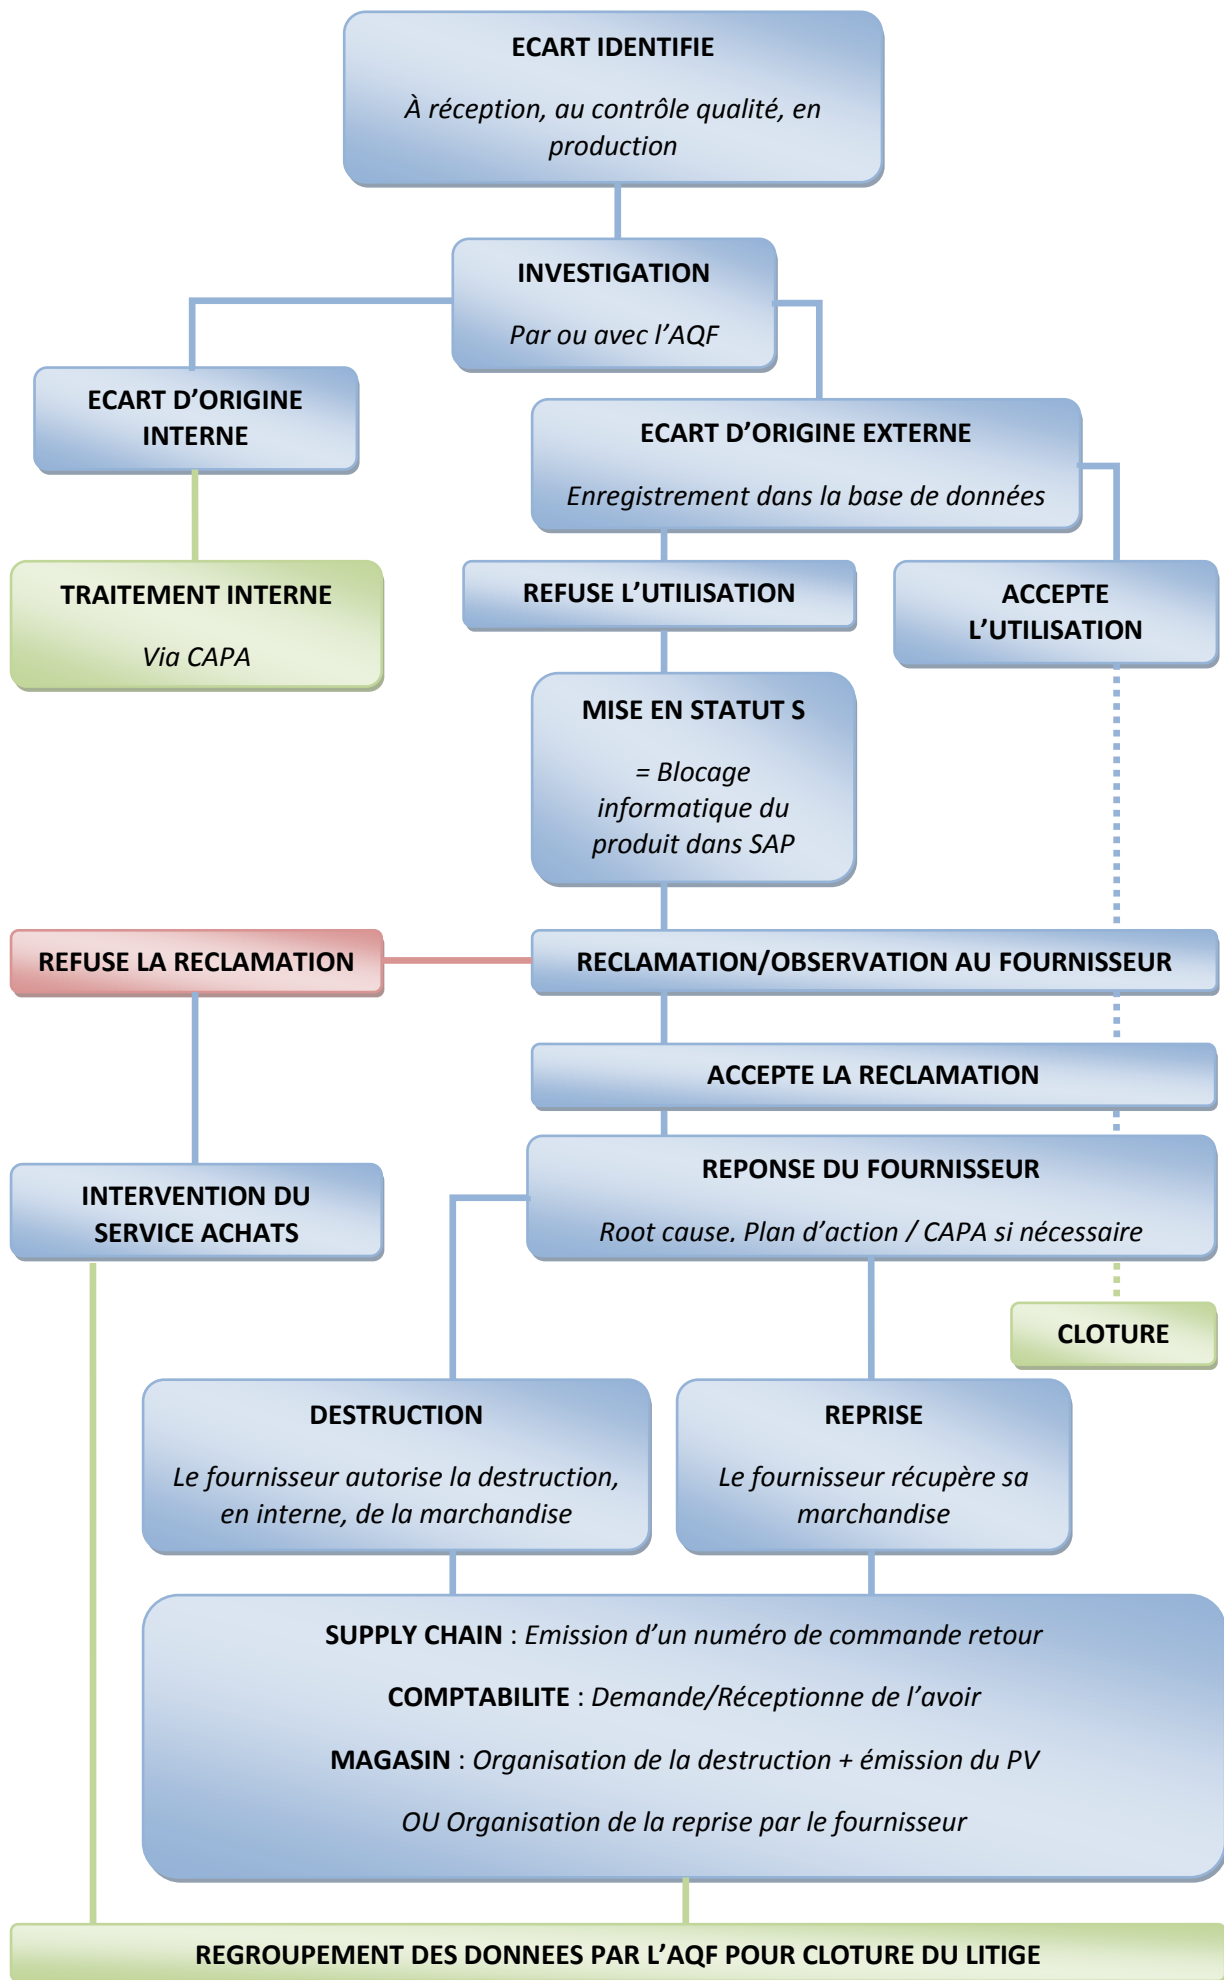 ECART IDENTIFIE
À réception, au contrôle qualité, en
production
INVESTIGATION
Par ou avec l’AQF
ECART D’ORIGINE
INTERNE
ECART D’ORIGINE EXTERNE
Enregistrement dans la base de données
TRAITEMENT INTERNE
Via CAPA
REFUSE L’UTILISATION
ACCEPTE
L’UTILISATION
MISE EN STATUT S
= Blocage
informatique du
produit dans SAP
REFUSE LA RECLAMATION
RECLAMATION/OBSERVATION AU FOURNISSEUR
ACCEPTE LA RECLAMATION
INTERVENTION DU
SERVICE ACHATS
REPONSE DU FOURNISSEUR
Root cause. Plan d’action / CAPA si nécessaire
CLOTURE
DESTRUCTION
Le fournisseur autorise la destruction,
en interne, de la marchandise
REPRISE
Le fournisseur récupère sa
marchandise
SUPPLY CHAIN : Emission d’un numéro de commande retour
COMPTABILITE : Demande/Réceptionne de l’avoir
MAGASIN : Organisation de la destruction + émission du PV
OU Organisation de la reprise par le fournisseur
REGROUPEMENT DES DONNEES PAR L’AQF POUR CLOTURE DU LITIGE